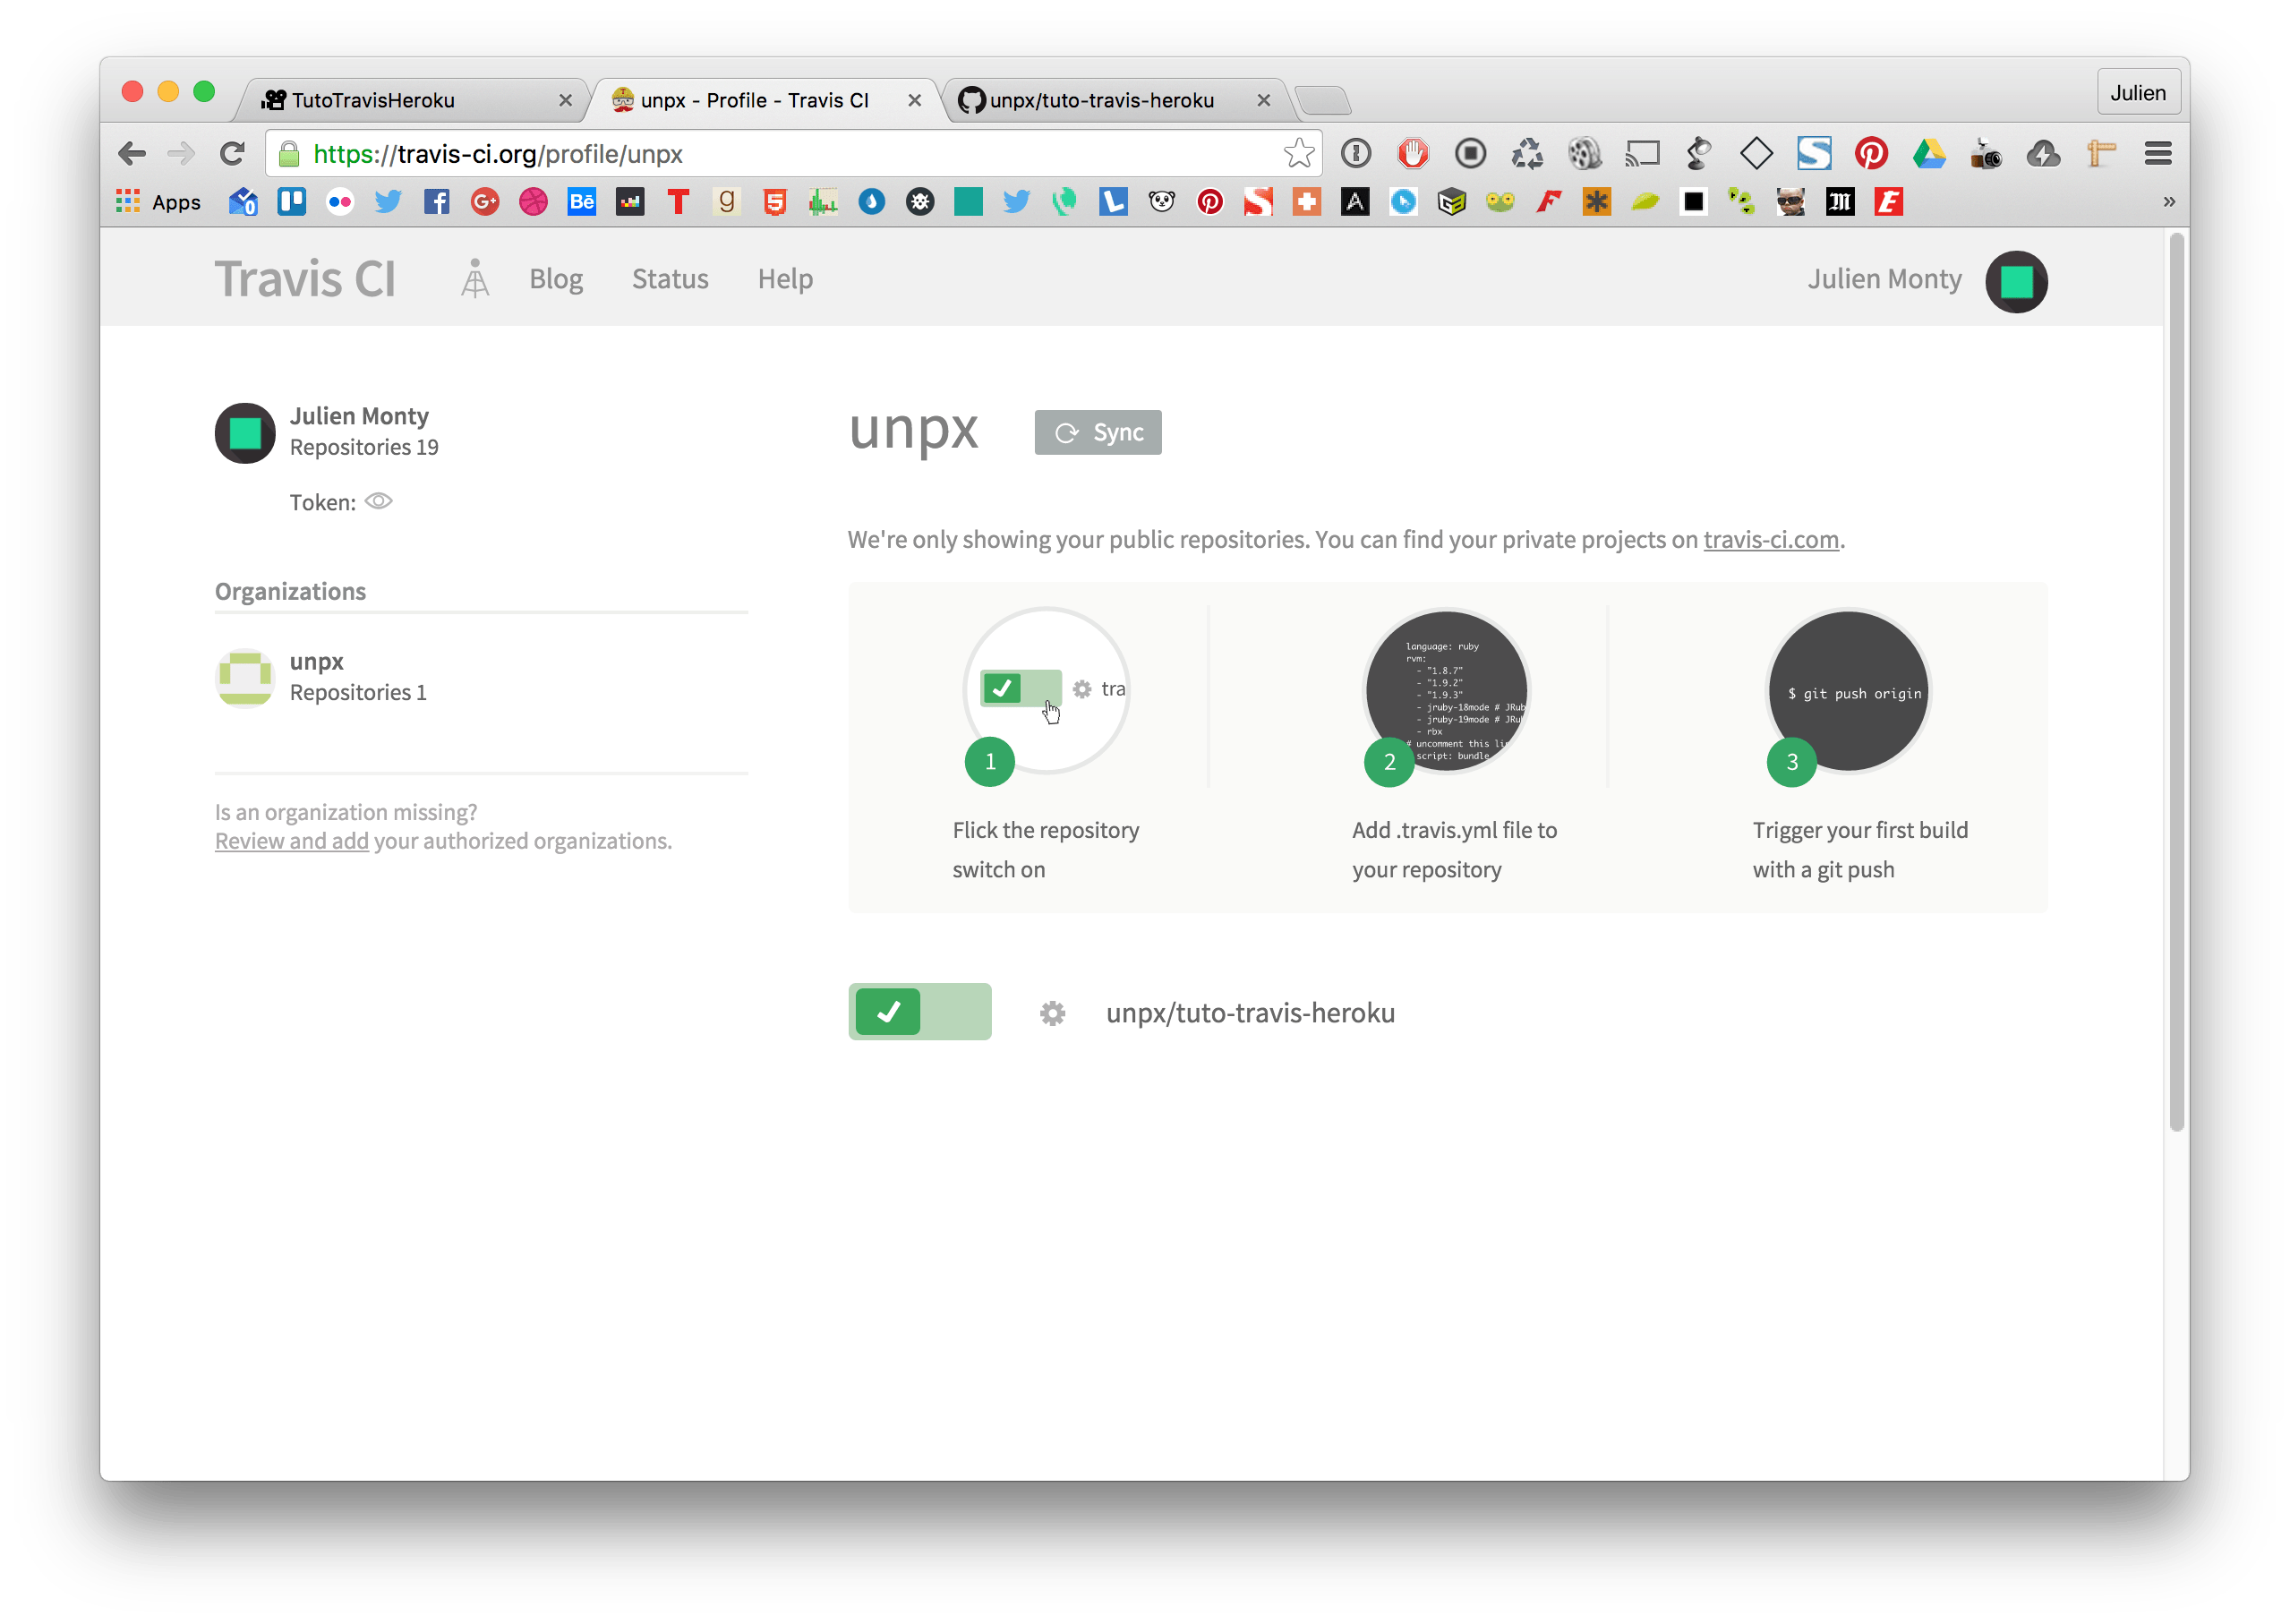 TutoTravisHeroku
unpx - Profile - Travis CI
unpx/tuto-travis-heroku
Julien
https://travis-ci.org/profile/unpx
Apps
Travis CI
Blog
Status
Help
Julien Monty
Julien Monty
Repositories 19
Token:
Organizations
unpx
Repositories 1
Is an organization missing?
Review and add your authorized organizations.
unpx
Sync
We're only showing your public repositories. You can find your private projects on travis-ci.com.
tra
1
Flick the repository
switch on
language: ruby
rvm:
- "1.8.7"
- "1.9.2"
- "1.9.3"
- jruby-18mode # JRub
- jruby-19mode # JRu
- rbx
# uncomment this li
script: bundle
2
Add .travis.yml file to
your repository
$ git push origin
3
Trigger your first build
with a git push
unpx/tuto-travis-heroku